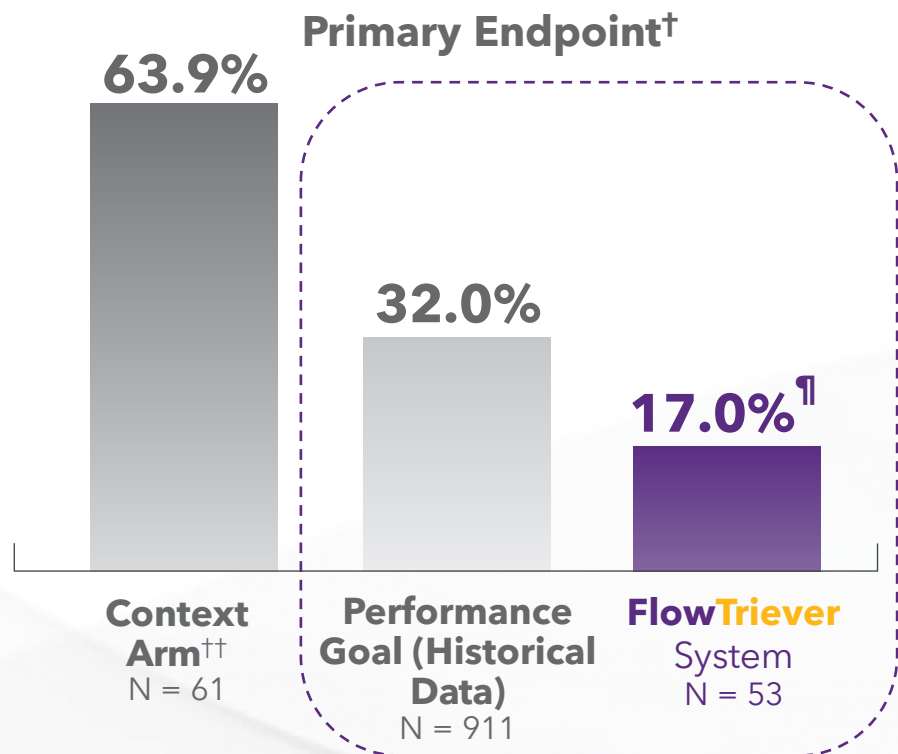 Primary Endpoint†
63.9%
32.0%
17.0%¶
Context
Arm††
N = 61
Performance
Goal (Historical
Data)
N = 911
FlowTriever
System
N = 53